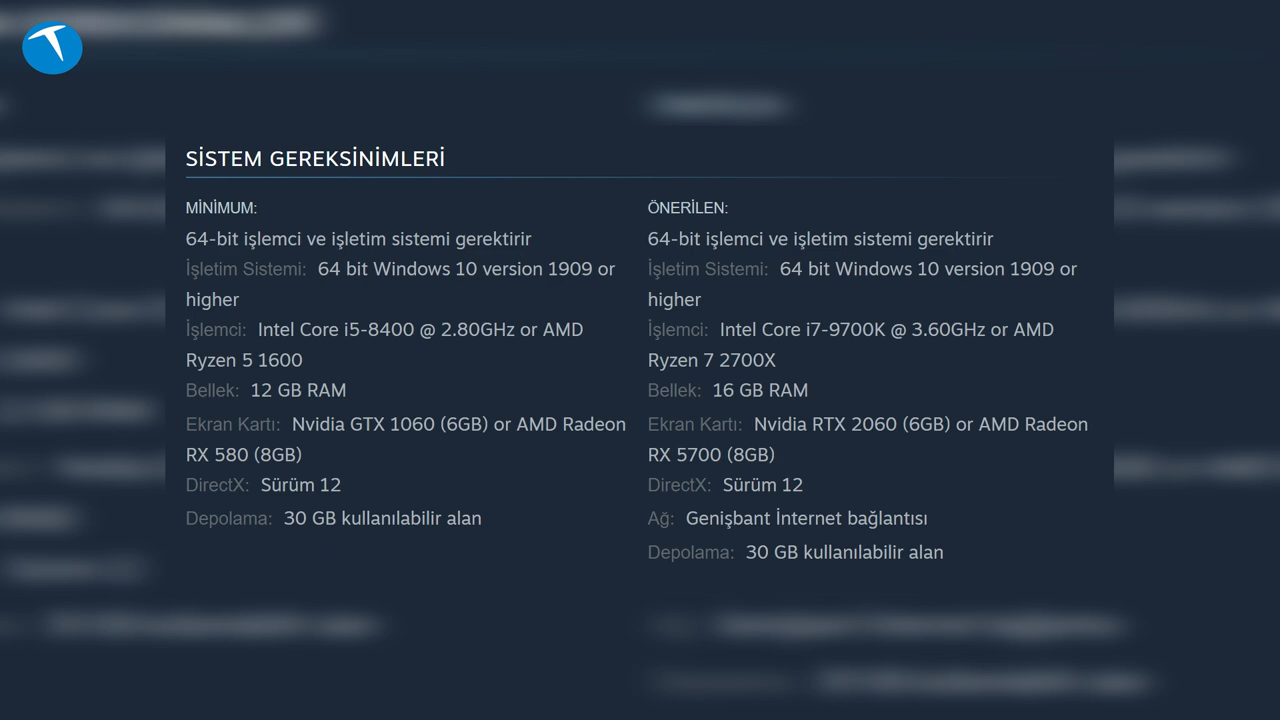 SİSTEM GEREKSİNİMLERİ
MİNİMUM:
64-bit işlemci ve işletim sistemi gerektirir
İşletim Sistemi: 64 bit Windows 10 version 1909 or
higher
İşlemci: Intel Core i5-8400 @ 2.80GHz or AMD
Ryzen 5 1600
Bellek: 12 GB RAM
Ekran Kartı: Nvidia GTX 1060 (6GB) or AMD Radeon
RX 580 (8GB)
DirectX: Sürüm 12
Depolama: 30 GB kullanılabilir alan
ÖNERİLEN:
64-bit işlemci ve işletim sistemi gerektirir
İşletim Sistemi: 64 bit Windows 10 version 1909 or
higher
İşlemci: Intel Core i7-9700K @ 3.60GHz or AMD
Ryzen 7 2700X
Bellek: 16 GB RAM
Ekran Kartı: Nvidia RTX 2060 (6GB) or AMD Radeon
RX 5700 (8GB)
DirectX: Sürüm 12
Ağ: Genişbant İnternet bağlantısı
Depolama: 30 GB kullanılabilir alan